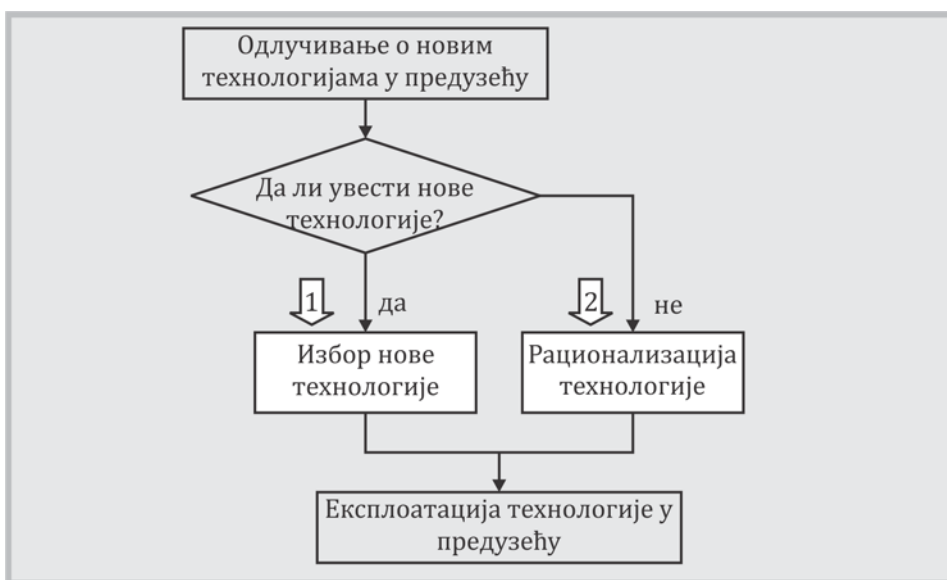 Одлучивање о новим
технологијама у предузећу
Да ли увести нове
технологије?
1
да
2
не
Избор нове
технологије
Рационализација
технологије
Експлоатација технологије у
предузећу